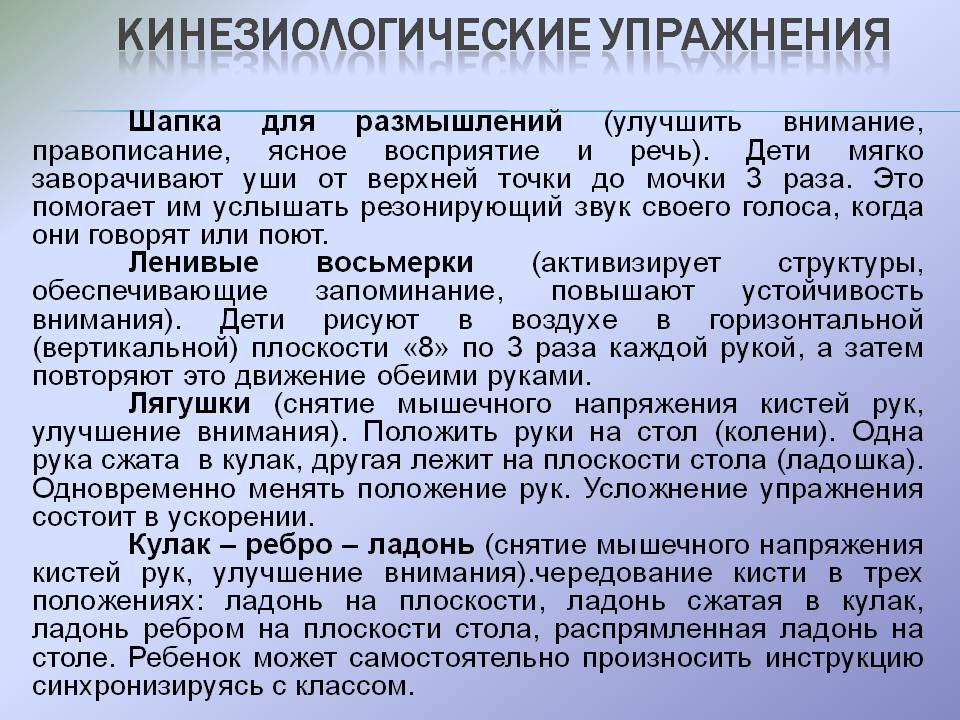 КИНЕЗИОЛОГИЧЕСКИЕ УПРАЖНЕНИЯ
Шапка для размышлений (улучшить внимание,
правописание, ясное восприятие и речь). Дети мягко
заворачивают уши от верхней точки до мочки 3 раза. Это
помогает им услышать резонирующий звук своего голоса, когда
они говорят или поют.
Ленивые восьмерки (активизирует структуры,
обеспечивающие запоминание, повышают устойчивость
внимания). Дети рисуют в воздухе в горизонтальной
(вертикальной) плоскости «8» по 3 раза каждой рукой, а затем
повторяют это движение обеими руками.
Лягушки (снятие мышечного напряжения кистей рук,
улучшение внимания). Положить руки на стол (колени). Одна
рука сжата в кулак, другая лежит на плоскости стола (ладошка).
Одновременно менять положение рук. Усложнение упражнения
состоит в ускорении.
Кулак – ребро – ладонь (снятие мышечного напряжения
кистей рук, улучшение внимания).чередование кисти в трех
положениях: ладонь на плоскости, ладонь сжатая в кулак,
ладонь ребром на плоскости стола, распрямленная ладонь на
столе. Ребенок может самостоятельно произносить инструкцию
синхронизируясь с классом.